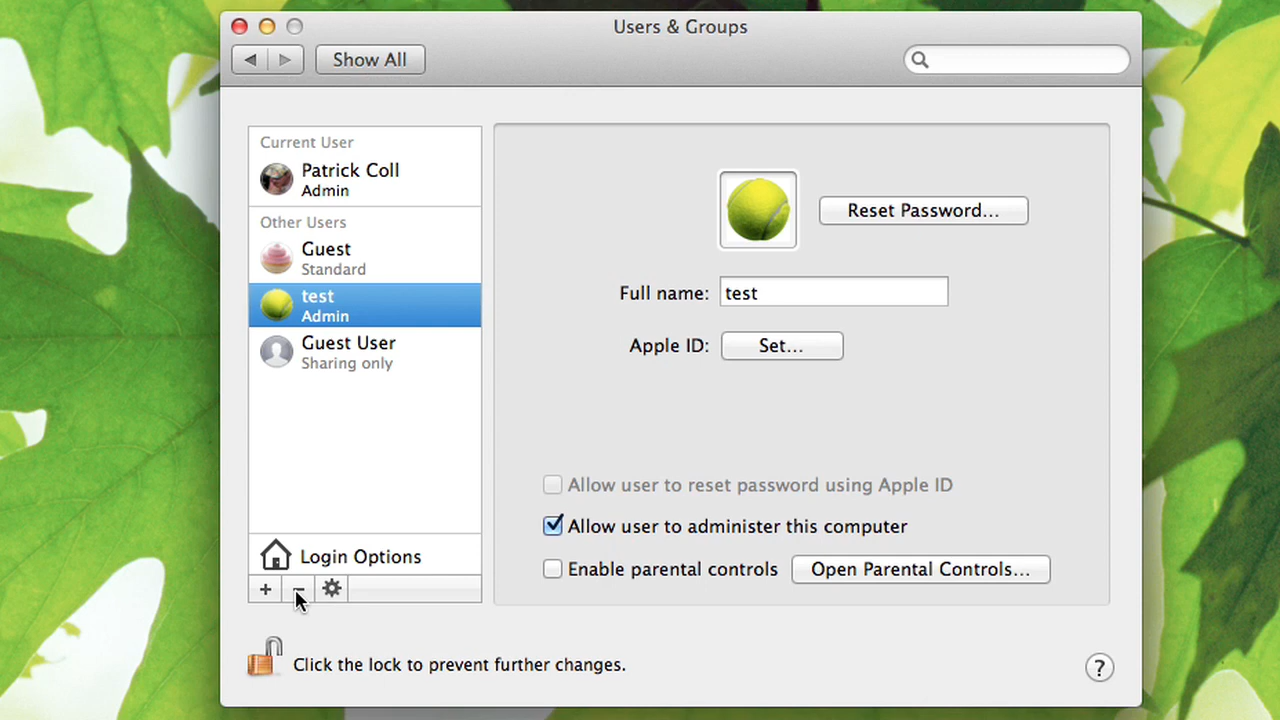 Users & Groups
Show All
Current User
Patrick Coll
Admin
Other Users
Guest
Standard
test
Admin
Guest User
Sharing only
Login Options
Reset Password...
Full name: test
Apple ID: Set...
Allow user to reset password using Apple ID
Allow user to administer this computer
Enable parental controls Open Parental Controls...
Click the lock to prevent further changes.
?